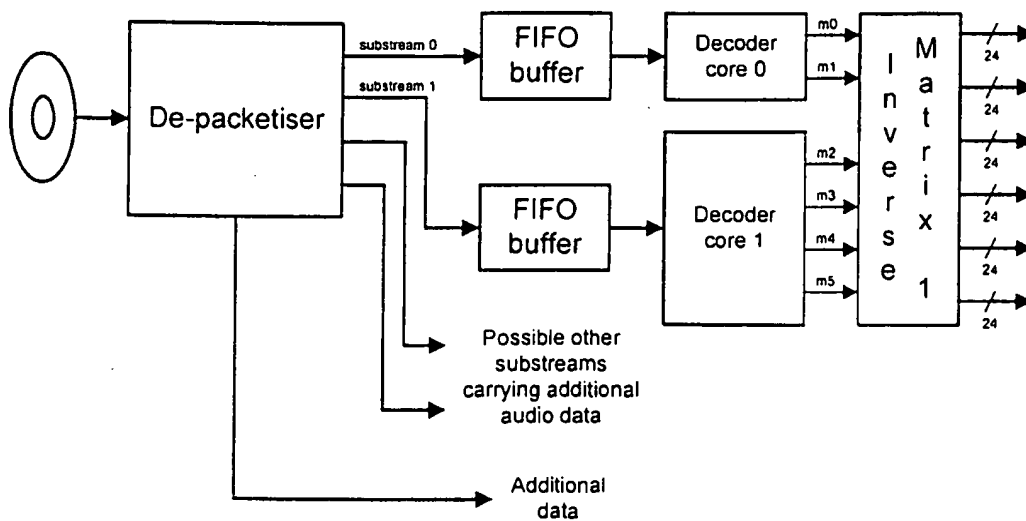 De-packetiser
substream 0
substream 1
FIFO
buffer
Decoder
core 0
m0
m1
FIFO
buffer
Decoder
core 1
m2
m3
m4
m5
Inverse
Matrix 1
24
24
24
24
24
24
Possible other
substreams
carrying additional
audio data
Additional
data